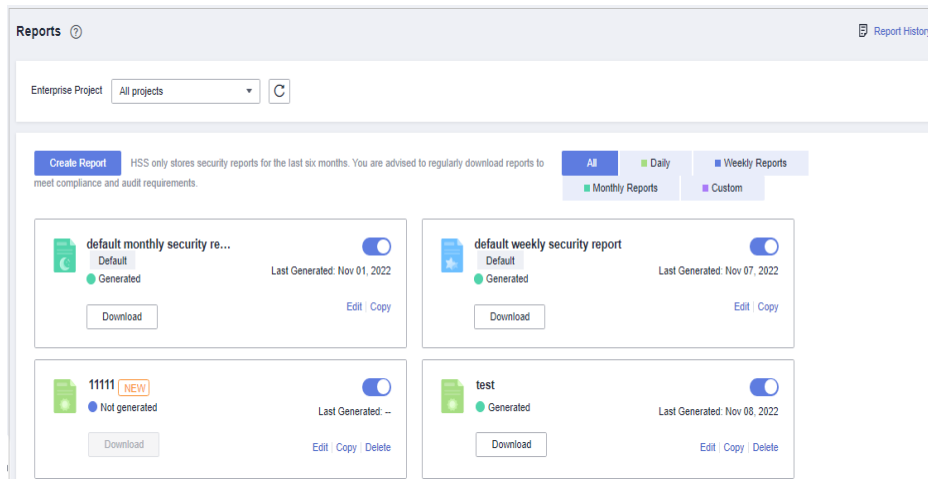 Reports
Report History
Enterprise Project All projects
Create Report HSS only stores security reports for the last six months. You are advised to regularly download reports to
meet compliance and audit requirements.
All Daily Weekly Reports
Monthly Reports Custom
default monthly security re...
Default
Last Generated: Nov 01, 2022
Generated
Edit | Copy
Download
default weekly security report
Default
Last Generated: Nov 07, 2022
Generated
Edit | Copy
Download
11111 NEW
Not generated
Last Generated: --
Download
Edit | Copy | Delete
test
Generated
Last Generated: Nov 08, 2022
Download
Edit | Copy | Delete